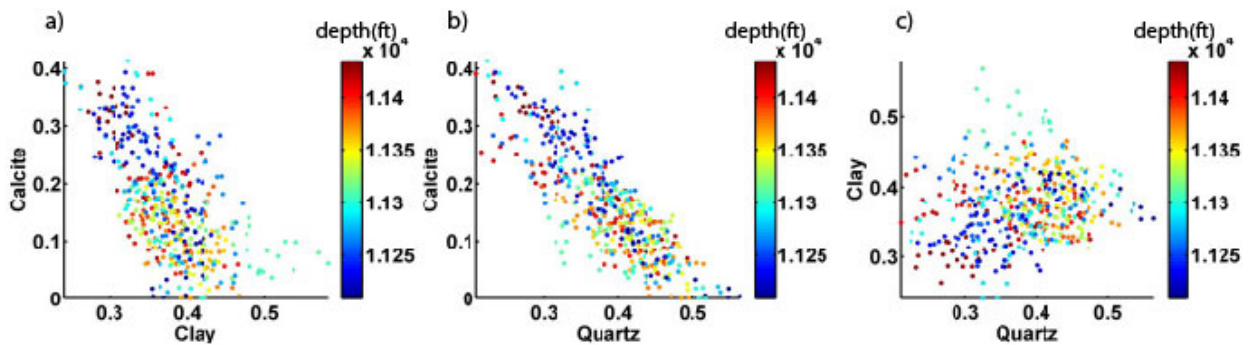 a)
depth(ft)
x 10⁴
0.4
0.3
0.2
0.1
0
Calcite
0.3
0.4
0.5
Clay
1.14
1.135
1.13
1.125
b)
depth(ft)
x 10⁴
0.4
0.3
0.2
0.1
0
Calcite
0.3
0.4
0.5
Quartz
1.14
1.135
1.13
1.125
c)
depth(ft)
x 10⁴
0.5
0.4
0.3
Clay
0.3
0.4
0.5
Quartz
1.14
1.135
1.13
1.125